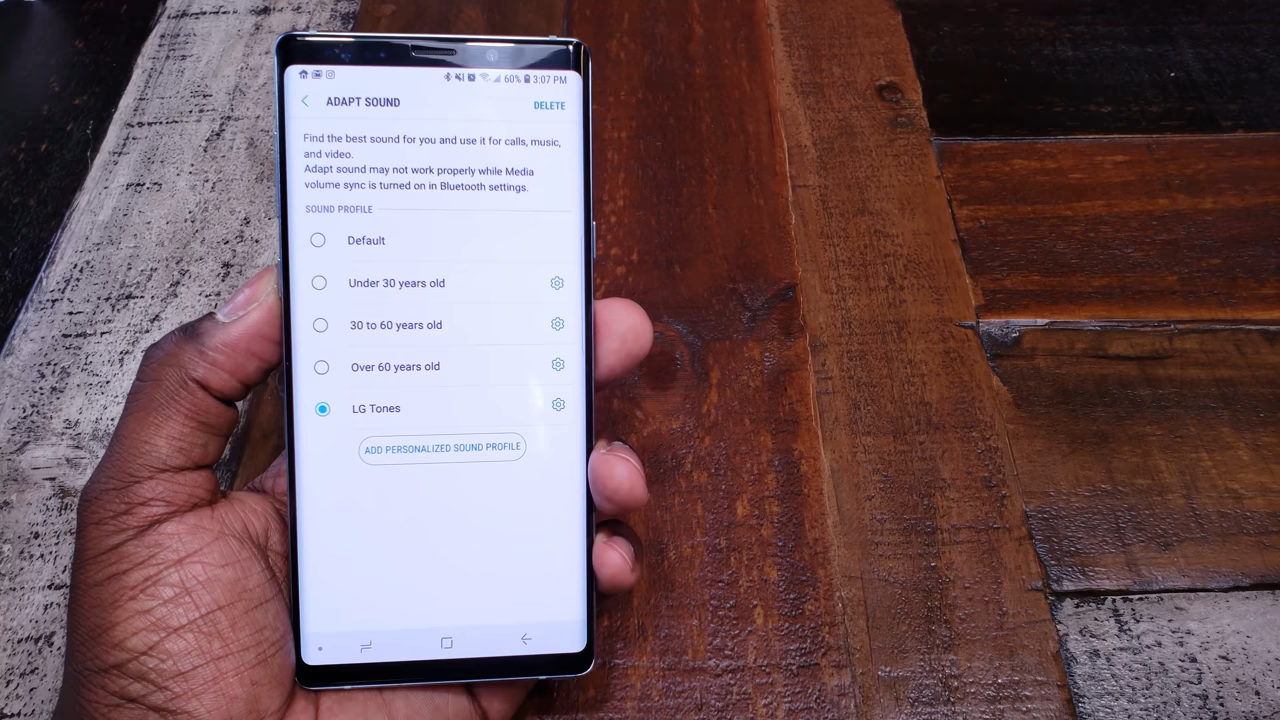 60% 3:07 PM
ADAPT SOUND DELETE
Find the best sound for you and use it for calls, music,
and video.
Adapt sound may not work properly while Media
volume sync is turned on in Bluetooth settings.
SOUND PROFILE
Default
Under 30 years old
30 to 60 years old
Over 60 years old
LG Tones
ADD PERSONALIZED SOUND PROFILE